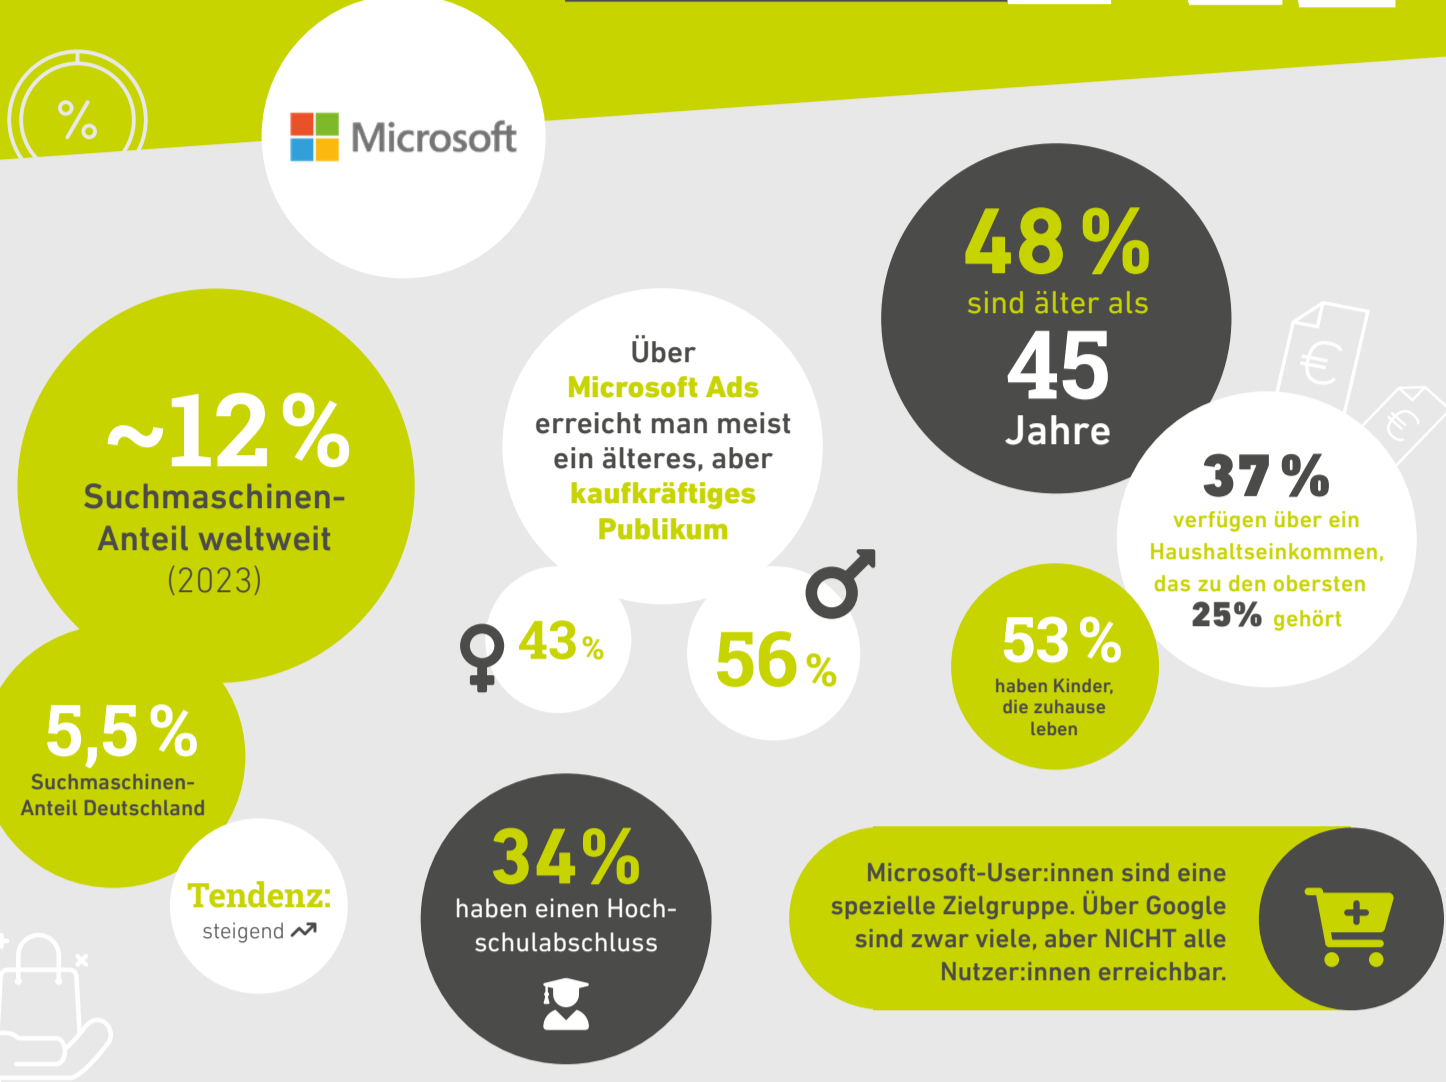 %
Microsoft
48 %
sind älter als
45
Jahre
~12 %
Suchmaschinen-
Anteil weltweit
(2023)
Über
Microsoft Ads
erreicht man meist
ein älteres, aber
kaufkräftiges
Publikum
€
€
37 %
verfügen über ein
Haushaltseinkommen,
das zu den obersten
25% gehört
43 %
56 %
53 %
haben Kinder,
die zuhause
leben
5,5 %
Suchmaschinen-
Anteil Deutschland
Tendenz:
steigend
34%
haben einen Hoch-
schulabschluss
Microsoft-User:innen sind eine
spezielle Zielgruppe. Über Google
sind zwar viele, aber NICHT alle
Nutzer:innen erreichbar.